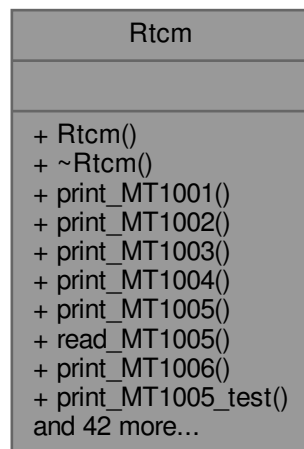 Rtcm
+ Rtcm()
+ ~Rtcm()
+ print_MT1001()
+ print_MT1002()
+ print_MT1003()
+ print_MT1004()
+ print_MT1005()
+ read_MT1005()
+ print_MT1006()
+ print_MT1005_test()
and 42 more...